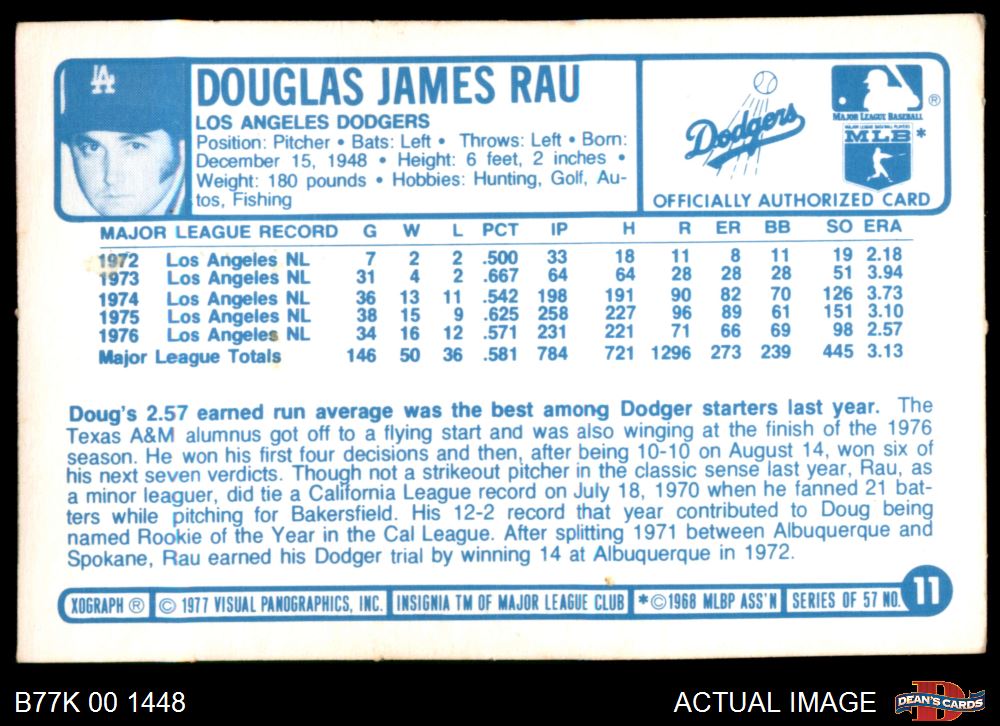 LA
DOUGLAS JAMES RAU
LOS ANGELES DODGERS
Position: Pitcher • Bats: Left • Throws: Left • Born:
December 15, 1948 • Height: 6 feet, 2 inches •
Weight: 180 pounds • Hobbies: Hunting, Golf, Au-
tos, Fishing
Dodgers
®
MAJOR LEAGUE BASEBALL
MAJOR LEAGUE BASEBALL PLAYERS
MLB *
OFFICIALLY AUTHORIZED CARD
MAJOR LEAGUE RECORD G W L PCT IP H R ER BB SO ERA
1972 Los Angeles NL 7 2 2 .500 33 18 11 8 11 19 2.18
1973 Los Angeles NL 31 4 2 .667 64 64 28 28 28 51 3.94
1974 Los Angeles NL 36 13 11 .542 198 191 90 82 70 126 3.73
1975 Los Angeles NL 38 15 9 .625 258 227 96 89 61 151 3.10
1976 Los Angeles NL 34 16 12 .571 231 221 71 66 69 98 2.57
Major League Totals 146 50 36 .581 784 721 1296 273 239 445 3.13
Doug's 2.57 earned run average was the best among Dodger starters last year. The
Texas A&M alumnus got off to a flying start and was also winging at the finish of the 1976
season. He won his first four decisions and then, after being 10-10 on August 14, won six of
his next seven verdicts. Though not a strikeout pitcher in the classic sense last year, Rau, as
a minor leaguer, did tie a California League record on July 18, 1970 when he fanned 21 bat-
ters while pitching for Bakersfield. His 12-2 record that year contributed to Doug being
named Rookie of the Year in the Cal League. After splitting 1971 between Albuquerque and
Spokane, Rau earned his Dodger trial by winning 14 at Albuquerque in 1972.
XOGRAPH ® © 1977 VISUAL PANOGRAPHICS, INC. INSIGNIA TM OF MAJOR LEAGUE CLUB *©1968 MLBP ASS'N SERIES OF 57 NO. 11
B77K 00 1448
ACTUAL IMAGE
D
DEAN'S CARDS